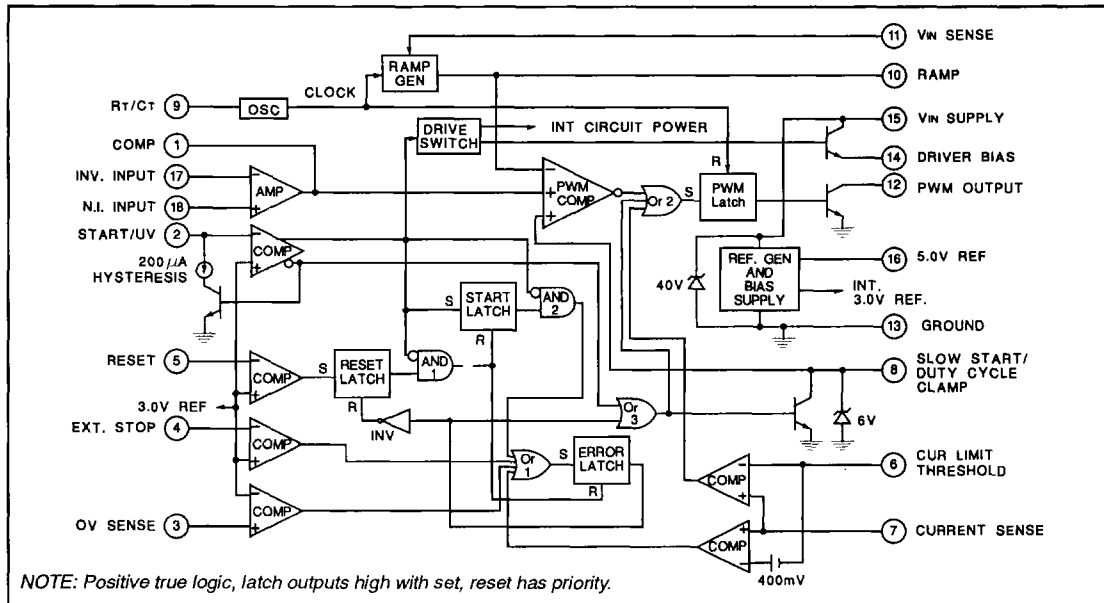 11 VIN SENSE
RAMP GEN
10 RAMP
CLOCK
RT/CT 9
OSC
15 VIN SUPPLY
COMP 1
DRIVE SWITCH
INT CIRCUIT POWER
14 DRIVER BIAS
R
INV. INPUT 17
AMP
PWM COMP
Or 2
S
PWM Latch
12 PWM OUTPUT
N.I. INPUT 18
START/UV 2
COMP
200 µA HYSTERESIS
40V
REF. GEN AND BIAS SUPPLY
16 5.0V REF
INT. 3.0V REF.
S
START LATCH
AND 2
R
13 GROUND
RESET 5
COMP
S
RESET LATCH
R
AND 1
8 SLOW START/ DUTY CYCLE CLAMP
3.0V REF
INV
Or 3
6V
EXT. STOP 4
COMP
Or 1
S
ERROR LATCH
R
COMP
6 CUR LIMIT THRESHOLD
OV SENSE 3
COMP
COMP
7 CURRENT SENSE
400mV
- + - + - + - + - + - + - + + - + + -
NOTE: Positive true logic, latch outputs high with set, reset has priority.